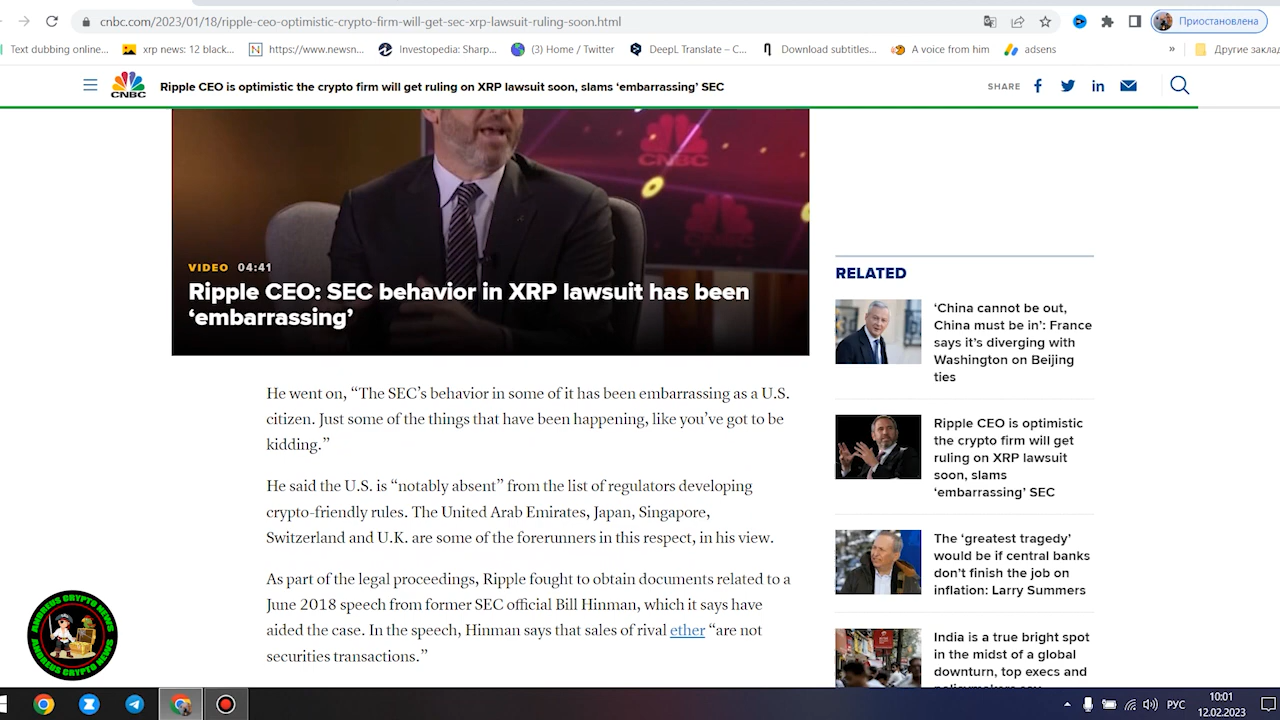 cnbc.com/2023/01/18/ripple-ceo-optimistic-crypto-firm-will-get-sec-xrp-lawsuit-ruling-soon.html
Приостановлена
Text dubbing online...
xrp news: 12 black...
https://www.newsn...
Investopedia: Sharp...
(3) Home / Twitter
DeepL Translate – C...
Download subtitles...
A voice from him
adsens
»
Другие закла
CNBC
Ripple CEO is optimistic the crypto firm will get ruling on XRP lawsuit soon, slams ‘embarrassing’ SEC
SHARE
CNBC
VIDEO 04:41
Ripple CEO: SEC behavior in XRP lawsuit has been
‘embarrassing’
He went on, “The SEC’s behavior in some of it has been embarrassing as a U.S.
citizen. Just some of the things that have been happening, like you’ve got to be
kidding.”
He said the U.S. is “notably absent” from the list of regulators developing
crypto-friendly rules. The United Arab Emirates, Japan, Singapore,
Switzerland and U.K. are some of the forerunners in this respect, in his view.
As part of the legal proceedings, Ripple fought to obtain documents related to a
June 2018 speech from former SEC official Bill Hinman, which it says have
aided the case. In the speech, Hinman says that sales of rival ether “are not
securities transactions.”
RELATED
‘China cannot be out,
China must be in’: France
says it’s diverging with
Washington on Beijing
ties
Ripple CEO is optimistic
the crypto firm will get
ruling on XRP lawsuit
soon, slams
‘embarrassing’ SEC
The ‘greatest tragedy’
would be if central banks
don’t finish the job on
inflation: Larry Summers
India is a true bright spot
in the midst of a global
downturn, top execs and
policymakers say
ANDREUS CRYPTO NEWS
ANDREUS CRYPTO NEWS
РУС
10:01
12.02.2023